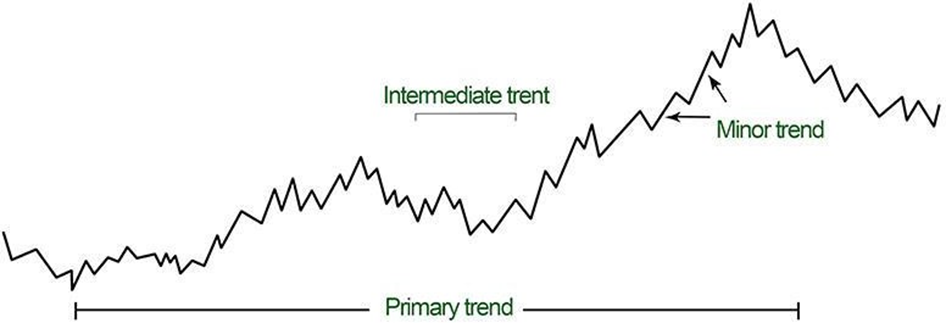 Intermediate trent
Minor trend
Primary trend